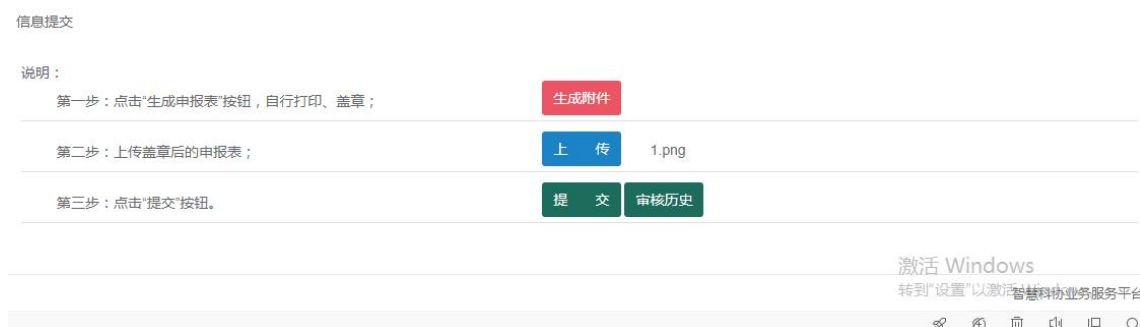 信息提交
说明：
第一步：点击“生成申报表”按钮，自行打印、盖章；
生成附件
第二步：上传盖章后的申报表；
上 传
1.png
第三步：点击“提交”按钮。
提 交
审核历史
激活 Windows
转到“设置”以激活
智慧科协业务服务平台